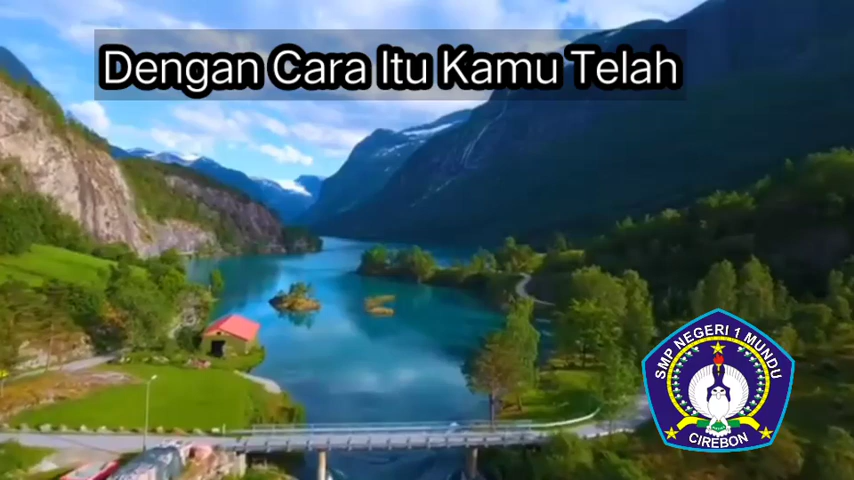 Dengan Cara Itu Kamu Telah
SMP NEGERI 1 MUNDU
CIREBON